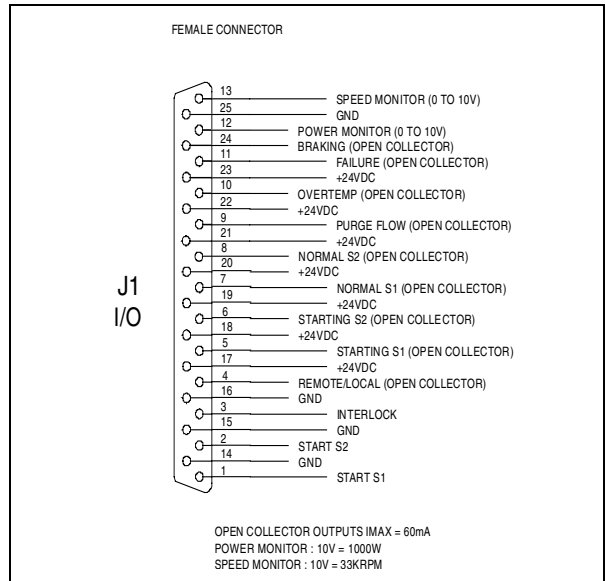 FEMALE CONNECTOR
13 SPEED MONITOR (0 TO 10V)
25 GND
12 POWER MONITOR (0 TO 10V)
24 BRAKING (OPEN COLLECTOR)
11 FAILURE (OPEN COLLECTOR)
23 +24VDC
10 OVERTEMP (OPEN COLLECTOR)
22 +24VDC
9 PURGE FLOW (OPEN COLLECTOR)
21 +24VDC
8 NORMAL S2 (OPEN COLLECTOR)
20 +24VDC
7 NORMAL S1 (OPEN COLLECTOR)
19 +24VDC
6 STARTING S2 (OPEN COLLECTOR)
18 +24VDC
5 STARTING S1 (OPEN COLLECTOR)
17 +24VDC
4 REMOTE/LOCAL (OPEN COLLECTOR)
16 GND
3 INTERLOCK
15 GND
2 START S2
14 GND
1 START S1
J1
I/O
OPEN COLLECTOR OUTPUTS IMAX = 60mA
POWER MONITOR : 10V = 1000W
SPEED MONITOR : 10V = 33KRPM